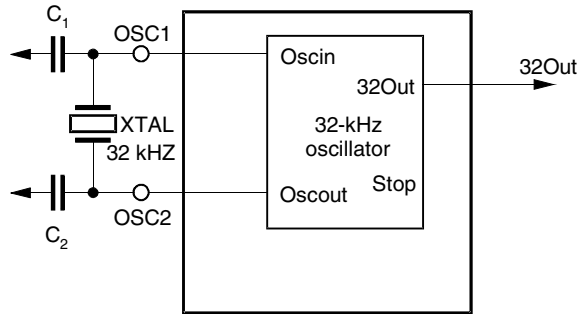 C1
OSC1
Oscin
32Out
32Out
XTAL
32 kHZ
32-kHz
oscillator
Stop
Oscout
OSC2
C2